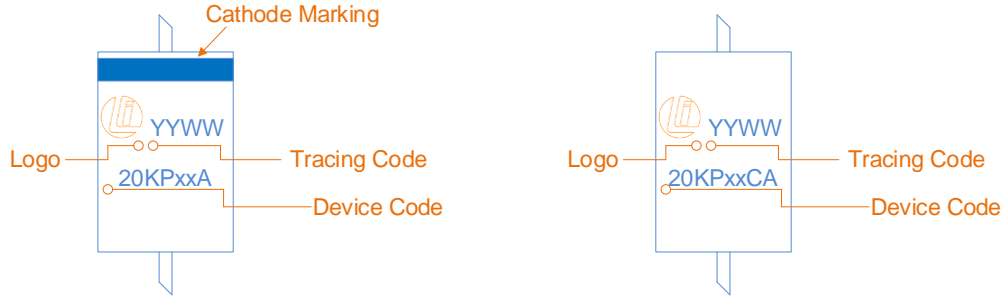 Cathode Marking
YYWW
Logo
Tracing Code
20KPxxA
Device Code
YYWW
Logo
Tracing Code
20KPxxCA
Device Code